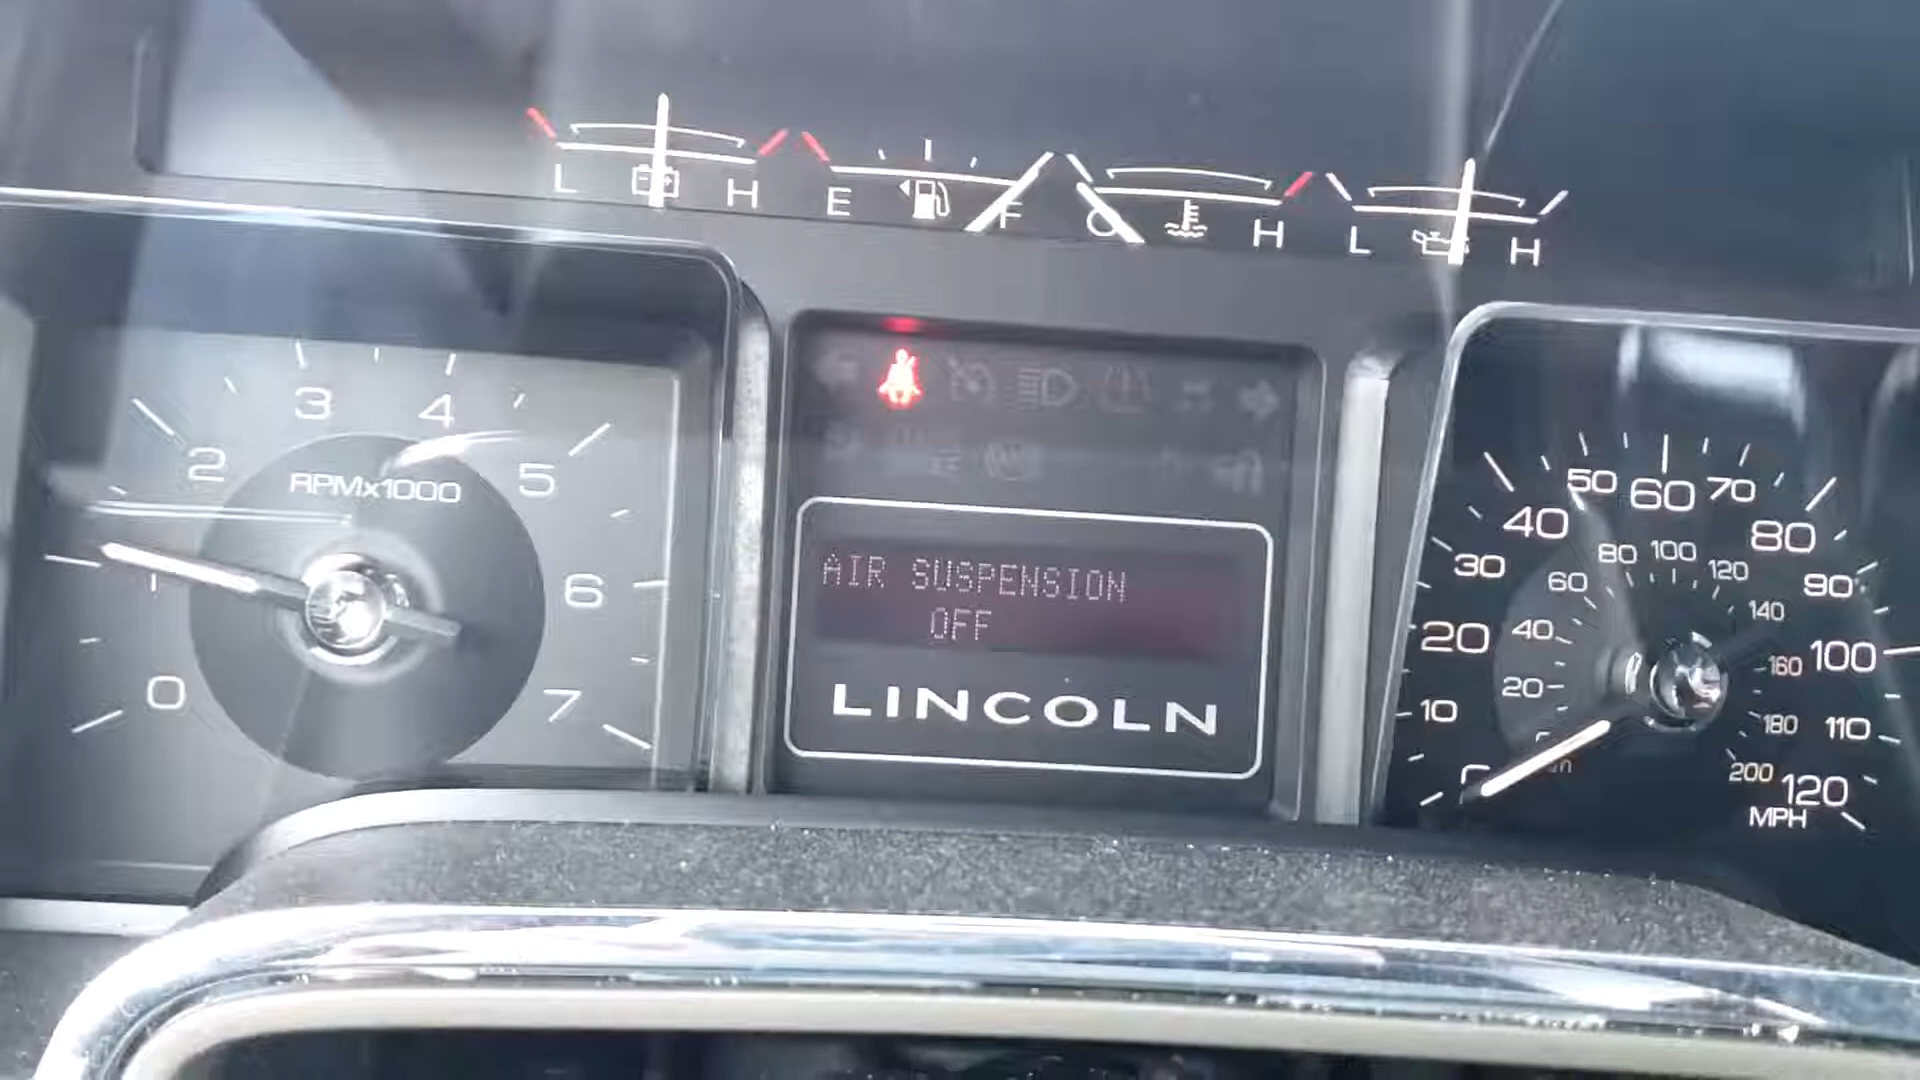 L H E F C H L H
3 4
2 5
RPMx1000
1 6
0 7
AIR SUSPENSION
OFF
LINCOLN
50 60 70
40 80
80 100 120
30 60 90
140
20 40 160 100
20
10 180 110
200 120
MPH